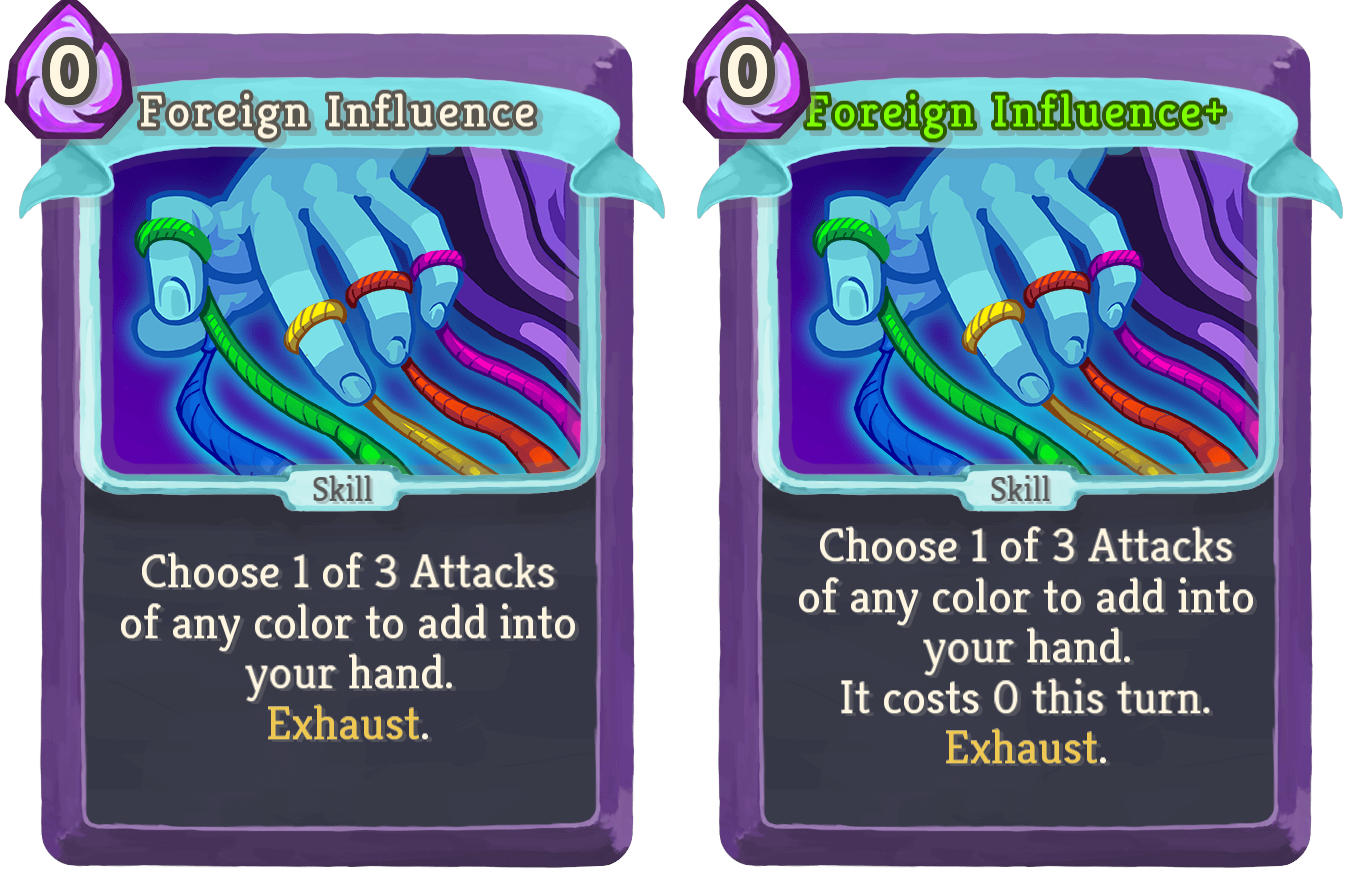 0
Foreign Influence
Skill
Choose 1 of 3 Attacks
of any color to add into
your hand.
Exhaust.
0
Foreign Influence+
Skill
Choose 1 of 3 Attacks
of any color to add into
your hand.
It costs 0 this turn.
Exhaust.